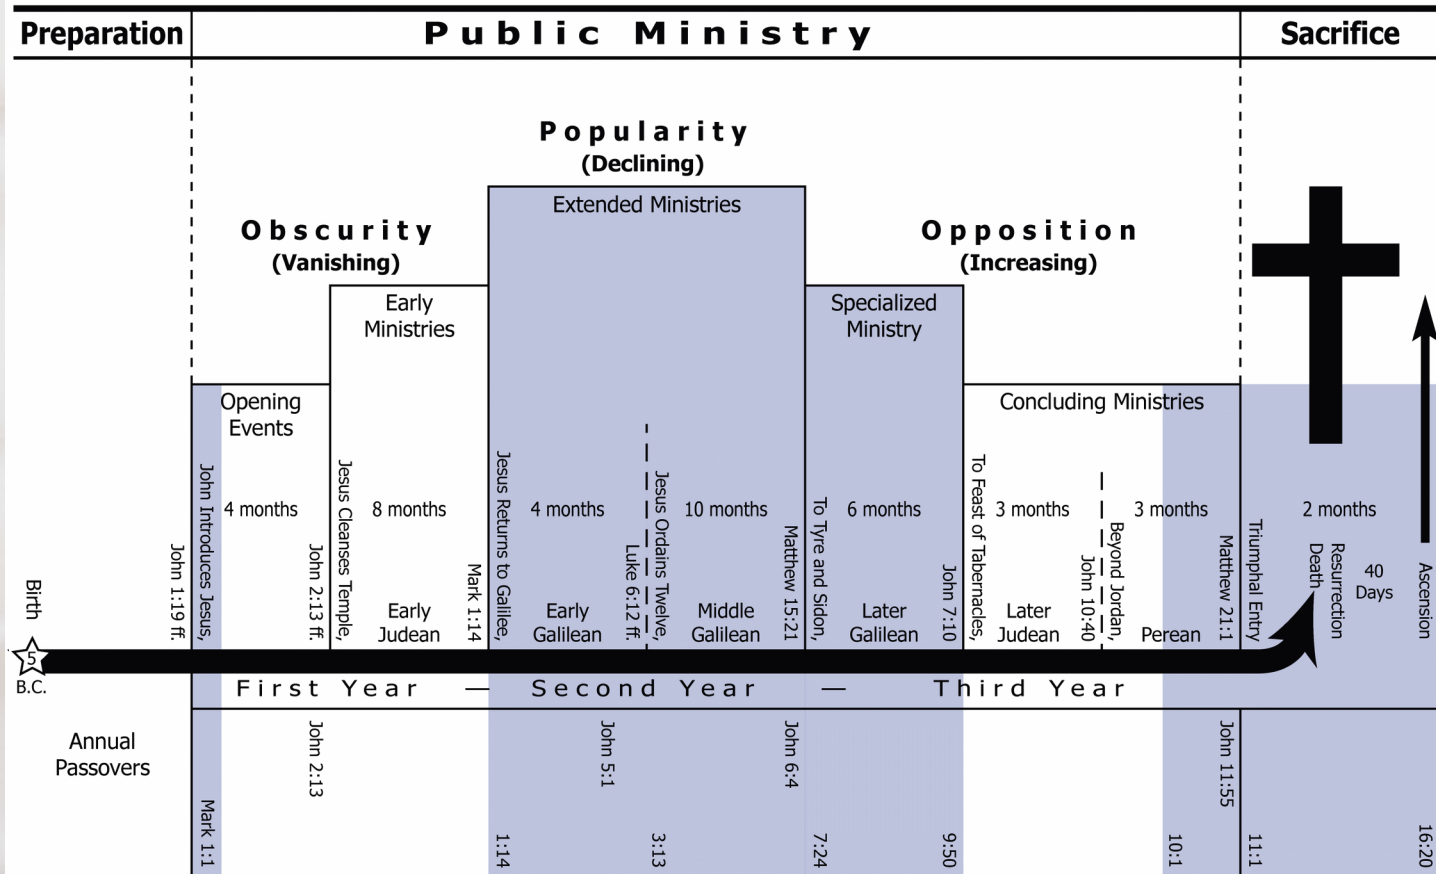 Preparation
Public Ministry
Sacrifice
Popularity
(Declining)
Extended Ministries
Obscurity
(Vanishing)
Opposition
(Increasing)
Early
Ministries
Specialized
Ministry
Opening
Events
Concluding Ministries
4 months
8 months
4 months
10 months
6 months
3 months
3 months
2 months
Birth
John 1:19 ff.
John Introduces Jesus,
John 2:13 ff.
Jesus Cleanses Temple,
Early
Judean
Mark 1:14
Jesus Returns to Galilee,
Early
Galilean
Luke 6:12 ff.
Jesus Ordains Twelve,
Middle
Galilean
Matthew 15:21
To Tyre and Sidon,
Later
Galilean
John 7:10
To Feast of Tabernacles,
Later
Judean
John 10:40
Beyond Jordan,
Perean
Matthew 21:1
Triumphal Entry
Death
Resurrection
40
Days
Ascension
5
B.C.
First Year — Second Year — Third Year
Annual
Passovers
John 2:13
John 5:1
John 6:4
John 11:55
Mark 1:1
1:14
3:13
7:24
9:50
10:1
11:1
16:20